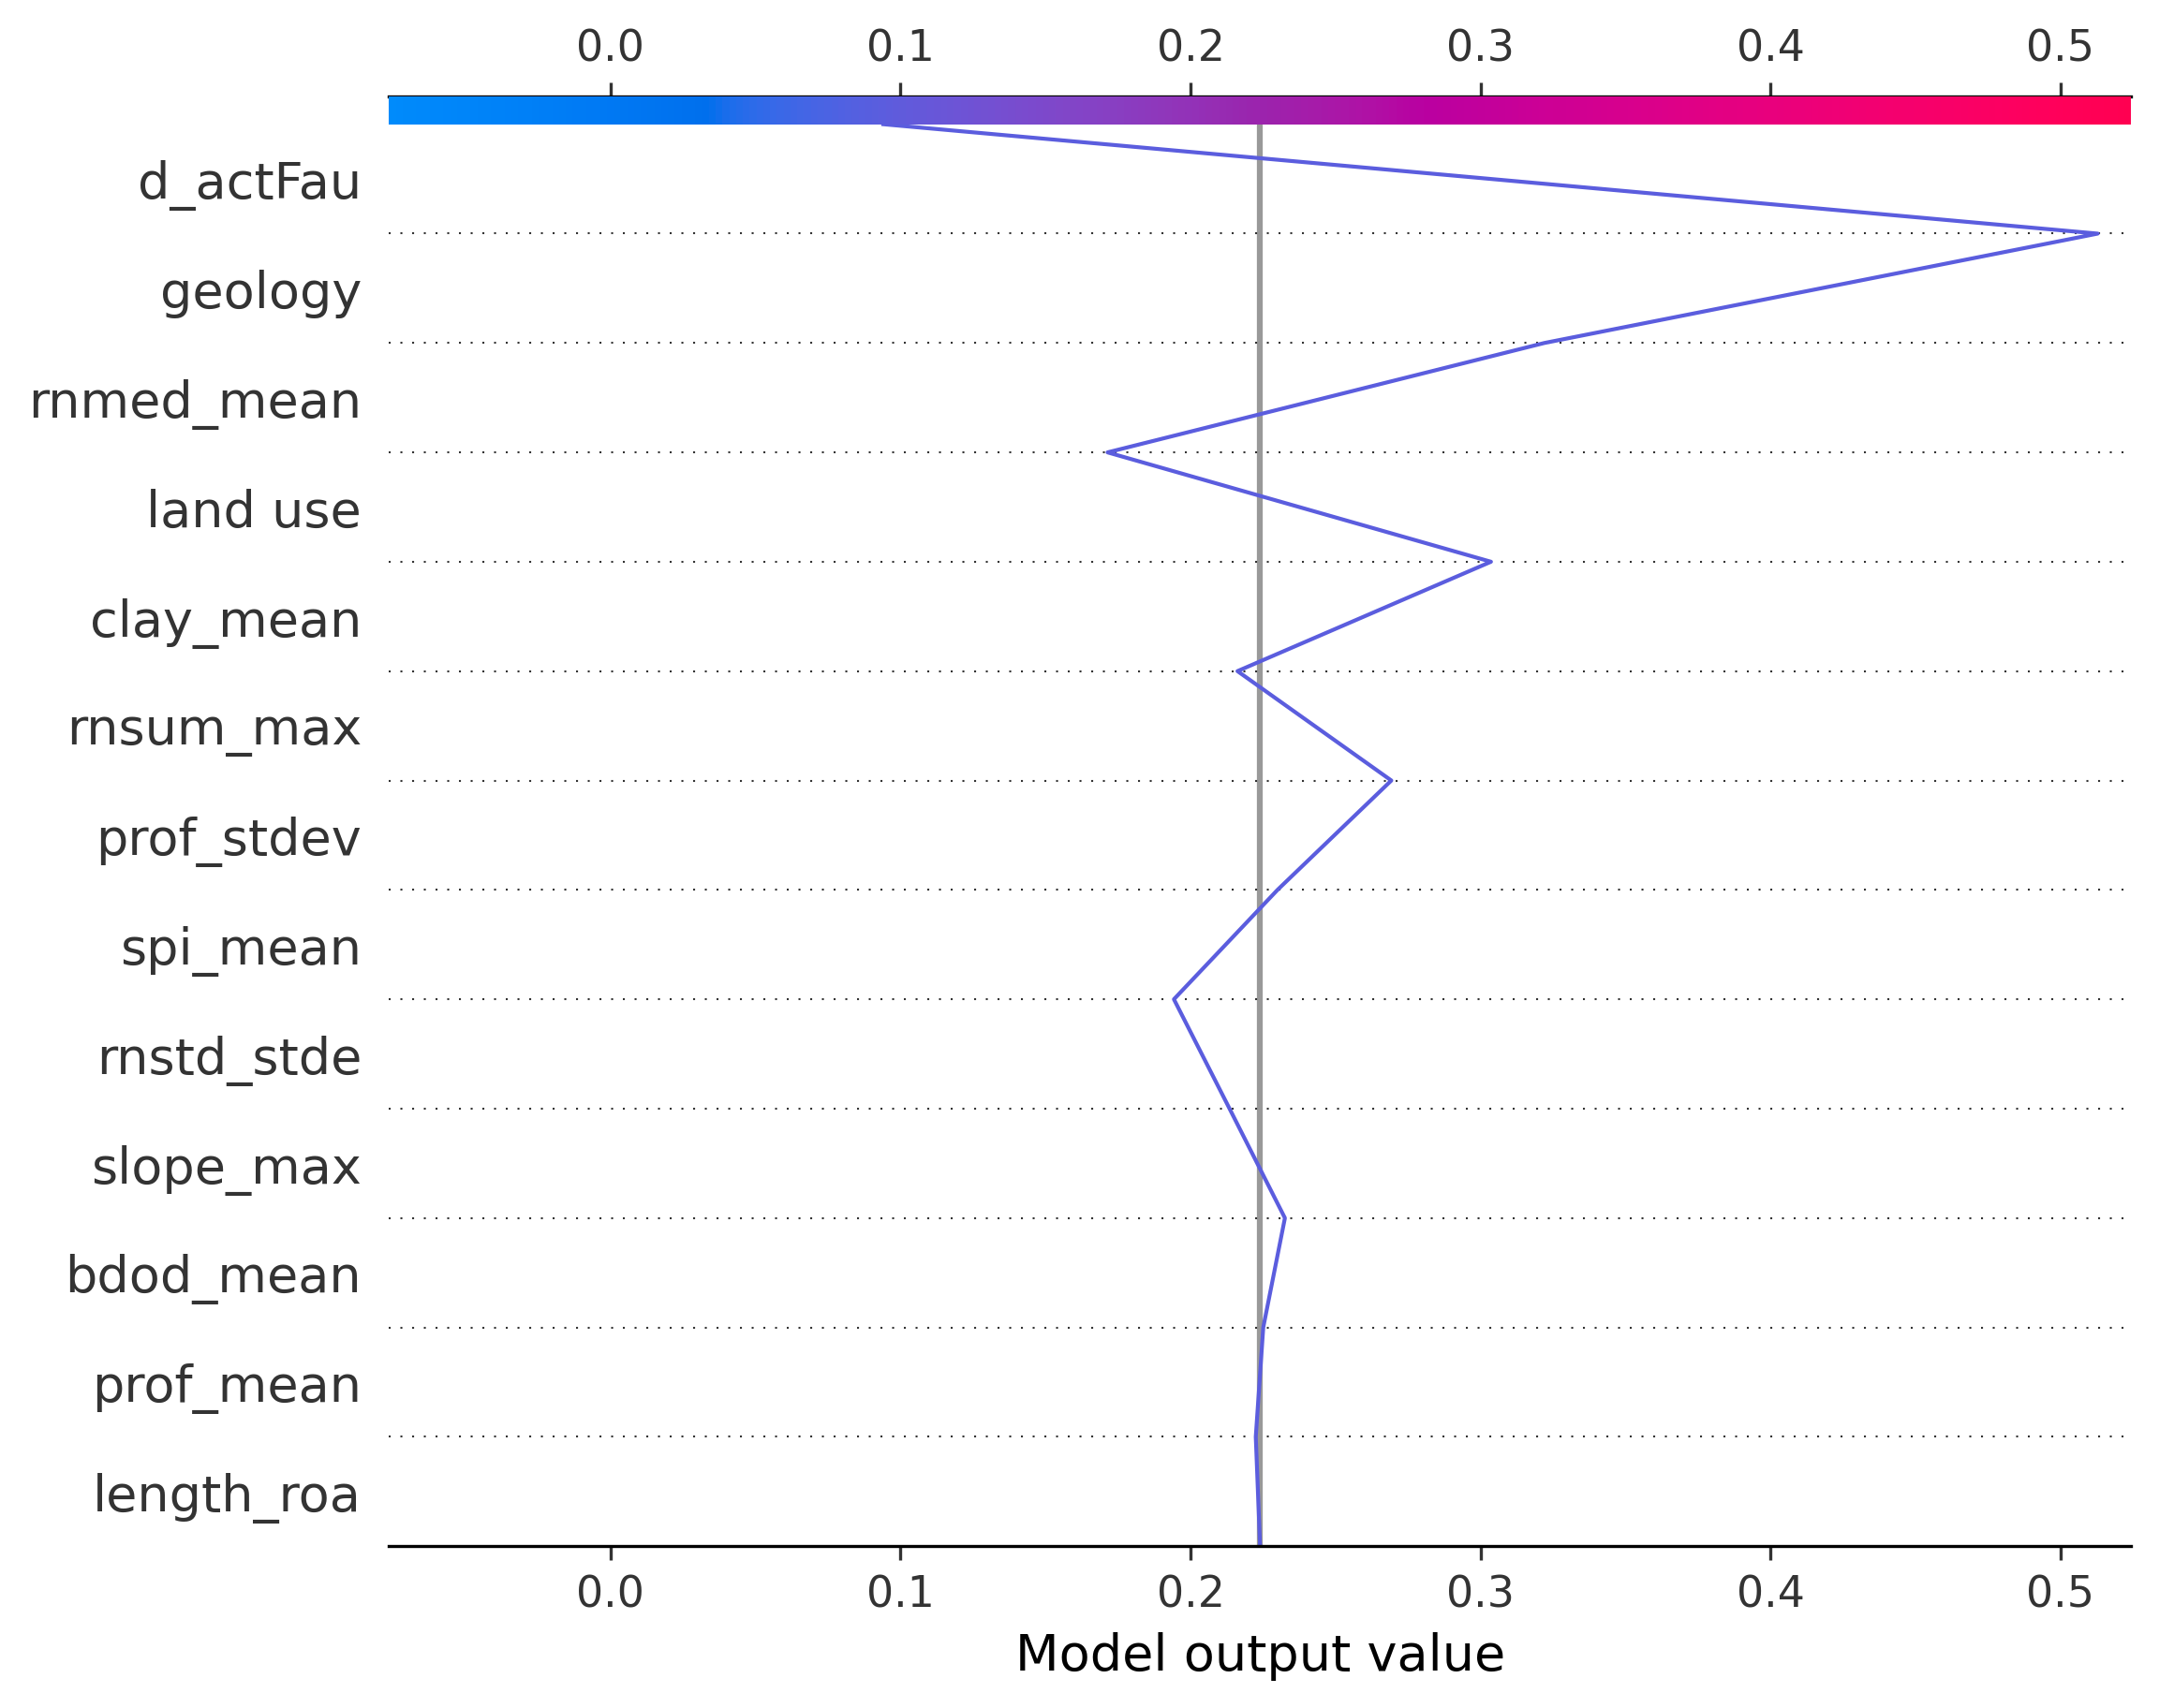 0.0 0.1 0.2 0.3 0.4 0.5
d_actFau
geology
rnmed_mean
land use
clay_mean
rnsum_max
prof_stdev
spi_mean
rnstd_stde
slope_max
bdod_mean
prof_mean
length_roa
0.0 0.1 0.2 0.3 0.4 0.5
Model output value